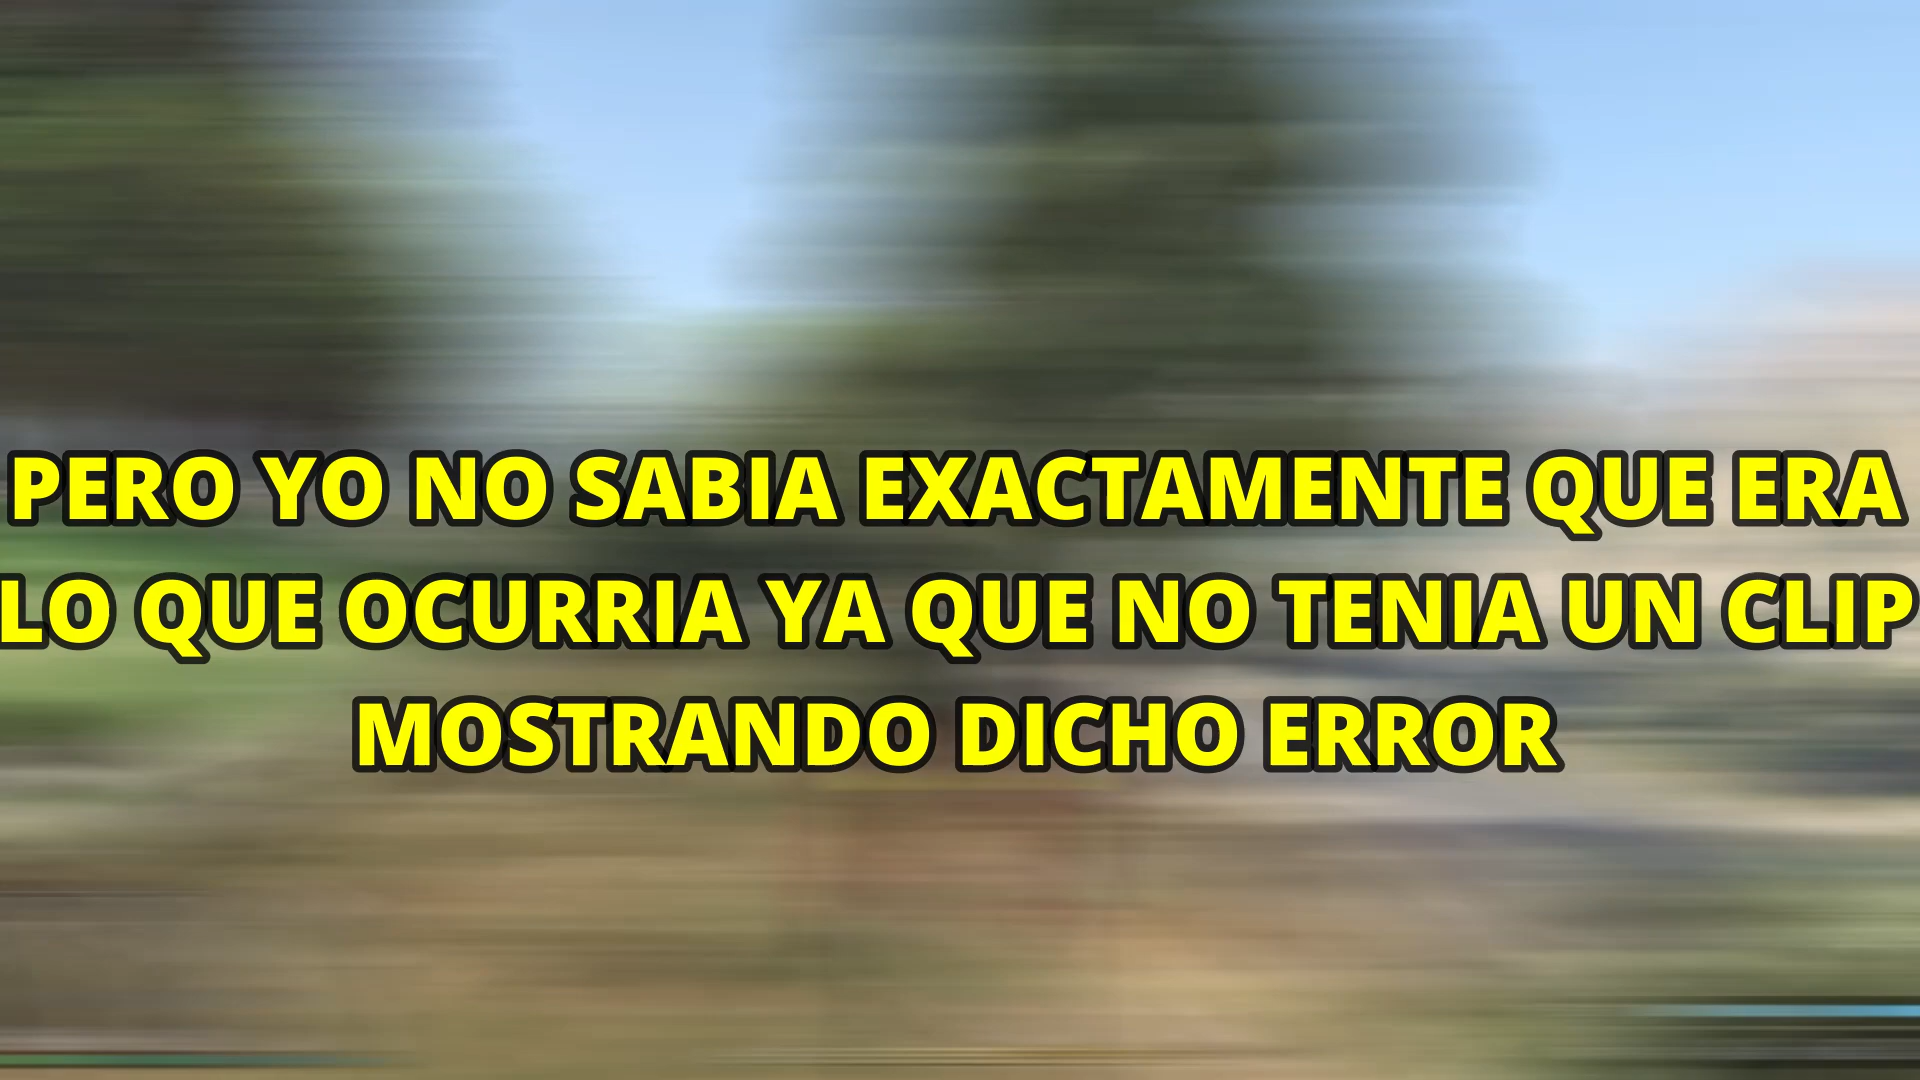 PERO YO NO SABIA EXACTAMENTE QUE ERA
LO QUE OCURRIA YA QUE NO TENIA UN CLIP
MOSTRANDO DICHO ERROR